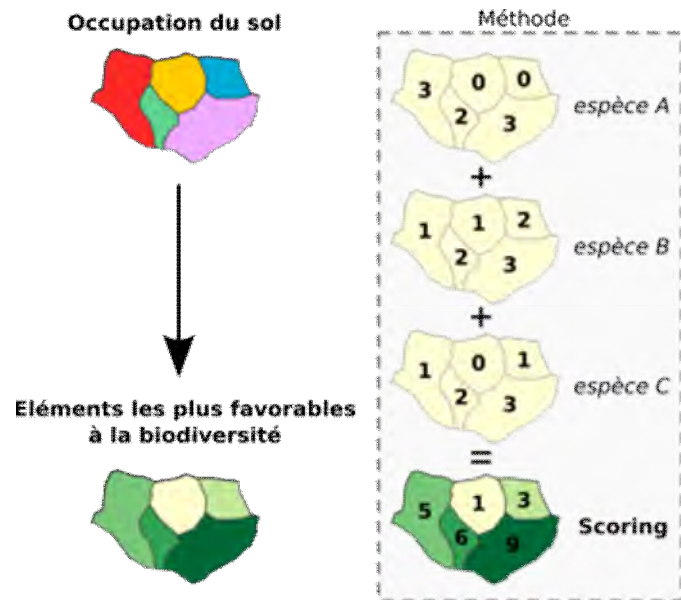 Occupation du sol
Eléments les plus favorables
à la biodiversité
Méthode
3 0 0
2 3
espèce A
+
1 1 2
2 3
espèce B
+
1 0 1
2 3
espèce C
=
5 1 3
6 9
Scoring